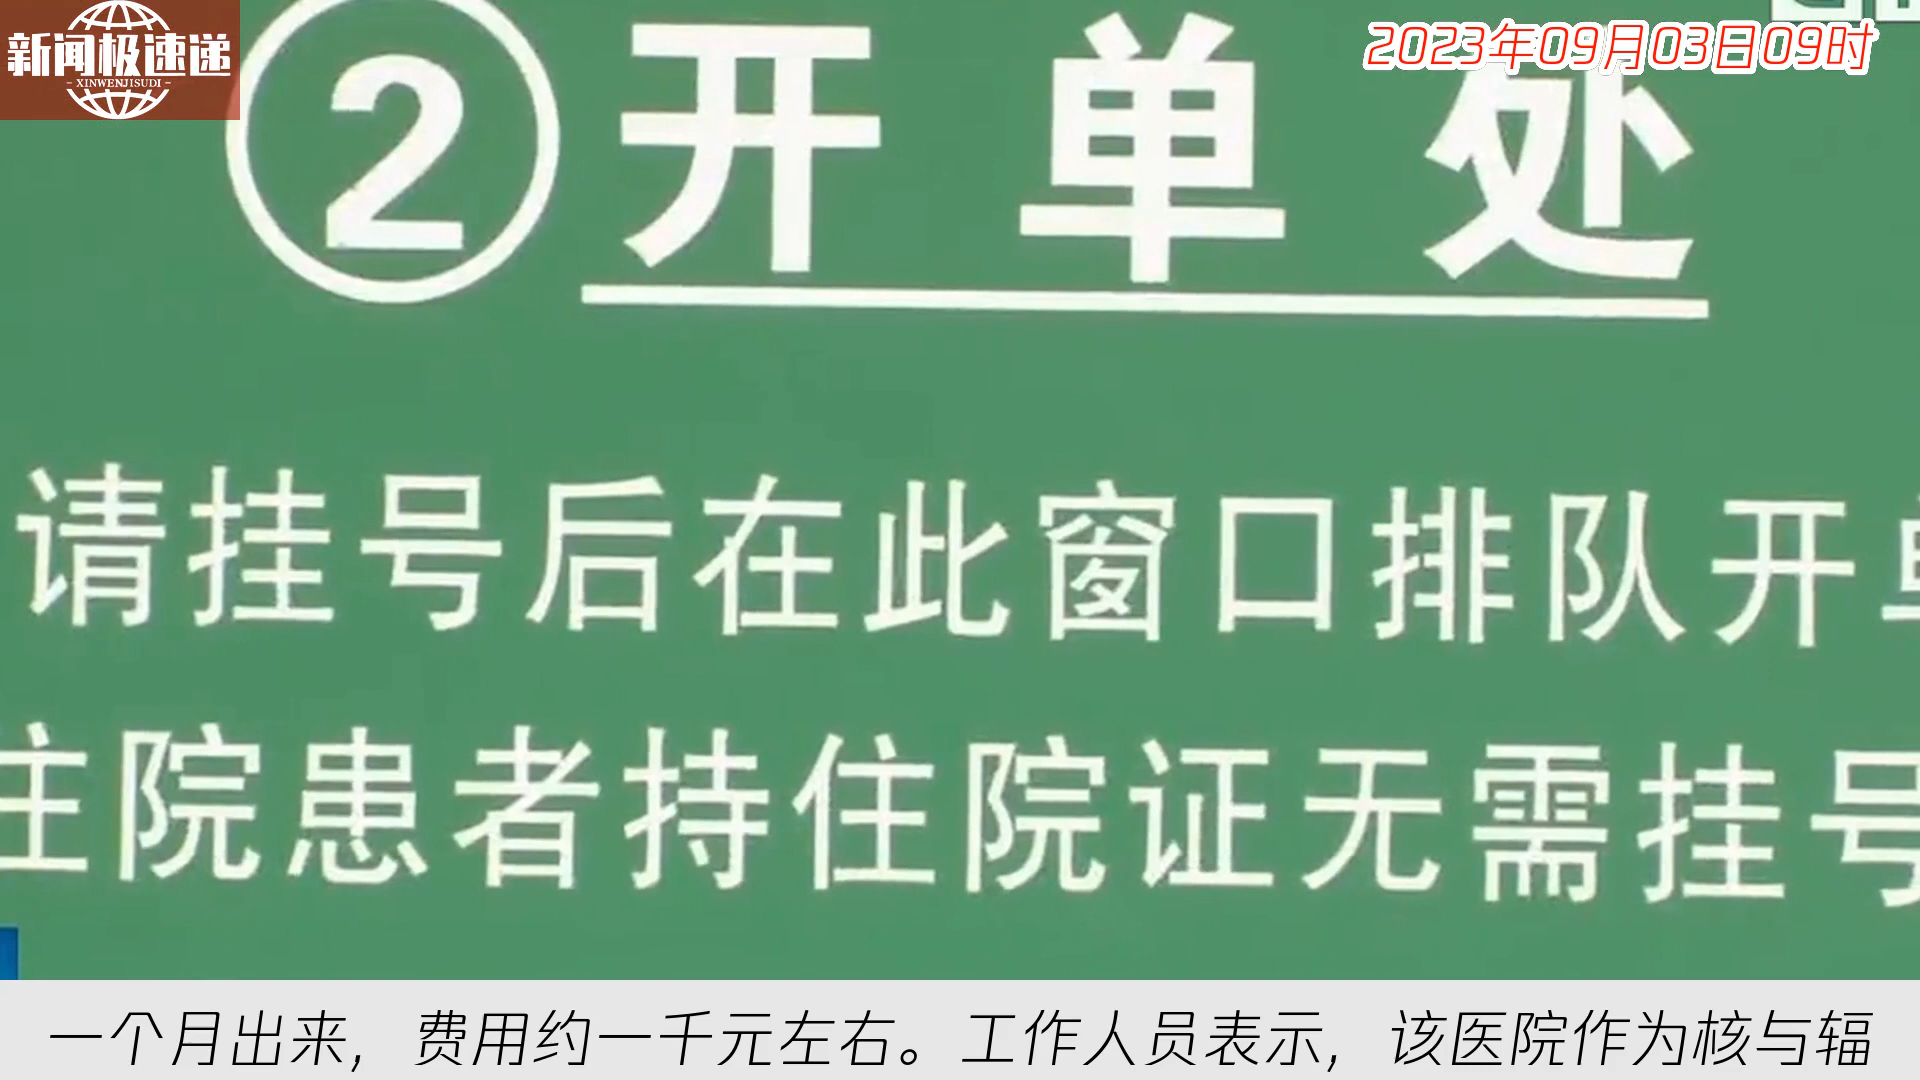 新闻极速递
XINWENJISUDI
2023年09月03日09时
②开单处
请挂号后在此窗口排队开单
住院患者持住院证无需挂号
一个月出来，费用约一千元左右。工作人员表示，该医院作为核与辐